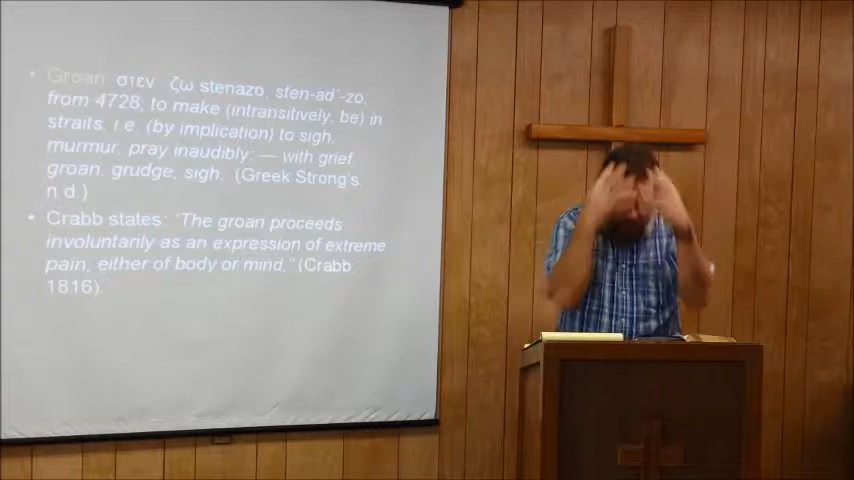 • Groan στεν ζω stenazo, sten-ad´-zo,
from 4728, to make (intransitively, be) in
straits, i.e. (by implication) to sigh,
murmur, pray inaudibly: — with grief
groan, grudge, sigh. (Greek Strong's
n.d.)
• Crabb states: "The groan proceeds
involuntarily as an expression of extreme
pain, either of body or mind," (Crabb
1816).